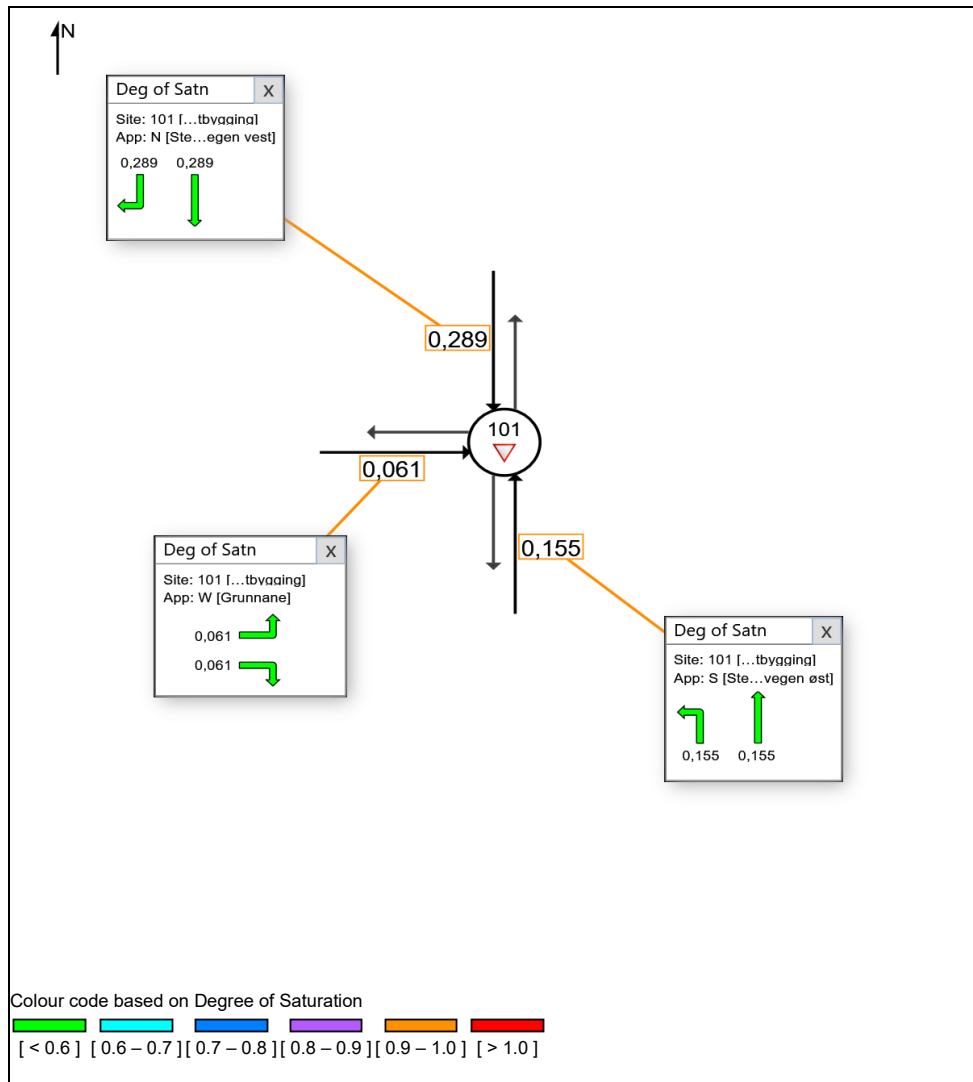 N
Deg of Satn X
Site: 101 [...tbygging]
App: N [Ste...egen vest]
0,289 0,289
0,289
101
0,061
0,155
Deg of Satn X
Site: 101 [...tbygging]
App: W [Grunnane]
0,061
0,061
Deg of Satn X
Site: 101 [...tbygging]
App: S [Ste...vegen øst]
0,155 0,155
Colour code based on Degree of Saturation
[ < 0.6 ] [ 0.6 – 0.7 ] [ 0.7 – 0.8 ] [ 0.8 – 0.9 ] [ 0.9 – 1.0 ] [ > 1.0 ]